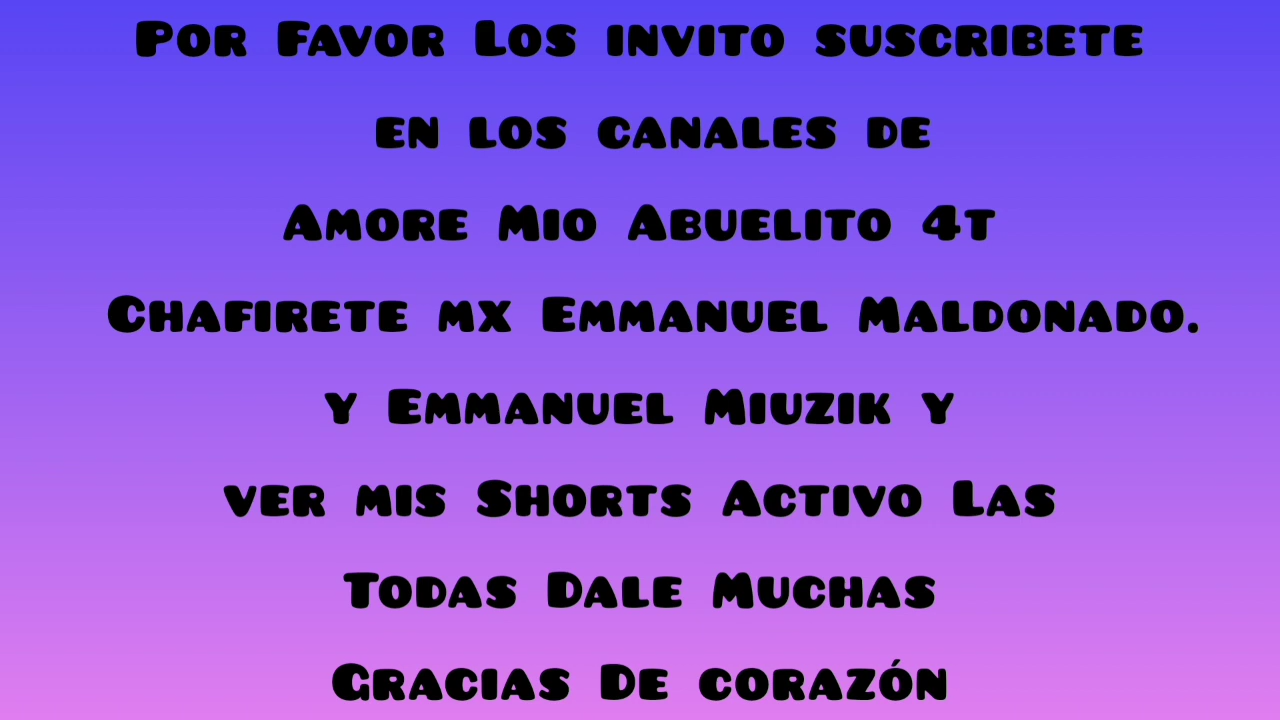 Por Favor Los invito suscribete
en los canales de
Amore Mio Abuelito 4t
Chafirete mx Emmanuel Maldonado.
y Emmanuel Miuzik y
ver mis Shorts Activo Las
Todas Dale Muchas
Gracias De corazón